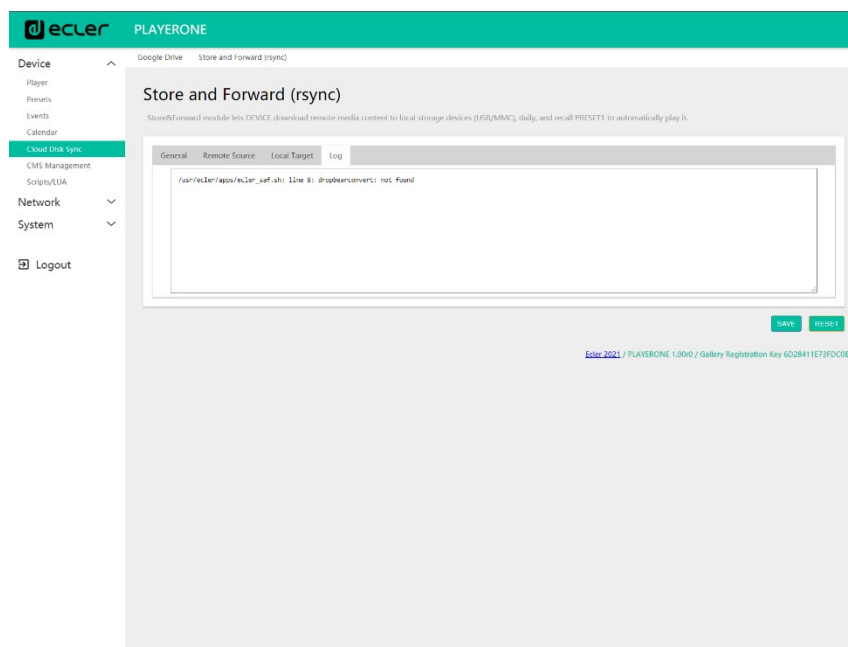 ecler
PLAYERONE
Device
Player
Presets
Events
Calendar
Cloud Disk Sync
CMS Management
Scripts/LUA
Network
System
Logout
Google Drive Store and Forward (rsync)
Store and Forward (rsync)
Store&Forward module lets DEVICE download remote media content to local storage devices (USB/MMC), daily, and recall PRESET1 to automatically play it.
General Remote Source Local Target Log
/usr/ecler/apps/ecler_saf.sh: line 8: dropbearconvert: not found
SAVE RESET
Ecler 2021 / PLAYERONE 1.00r0 / Gallery Registration Key 6D28411E73FDC0E